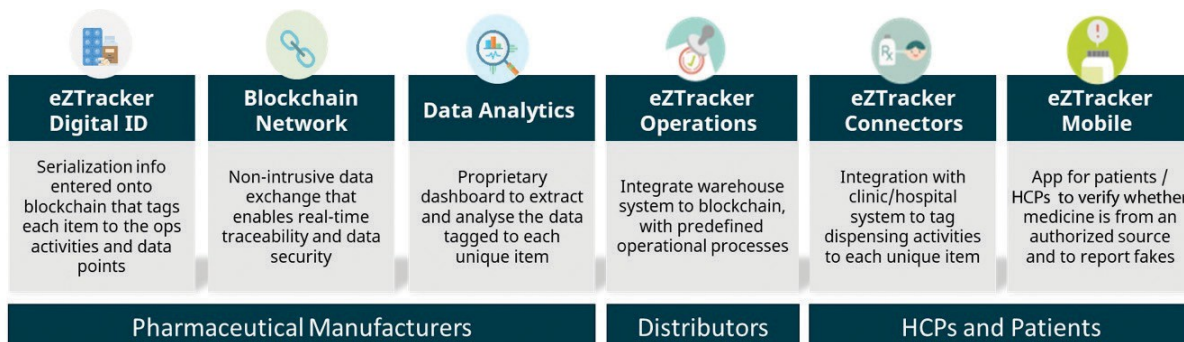 eZTracker
Digital ID
Serialization info
entered onto
blockchain that tags
each item to the ops
activities and data
points
Blockchain
Network
Non-intrusive data
exchange that
enables real-time
traceability and data
security
Data Analytics
Proprietary
dashboard to extract
and analyse the data
tagged to each
unique item
eZTracker
Operations
Integrate warehouse
system to blockchain,
with predefined
operational processes
Rx
eZTracker
Connectors
Integration with
clinic/hospital
system to tag
dispensing activities
to each unique item
eZTracker
Mobile
App for patients /
HCPs to verify whether
medicine is from an
authorized source
and to report fakes
Pharmaceutical Manufacturers
Distributors
HCPs and Patients